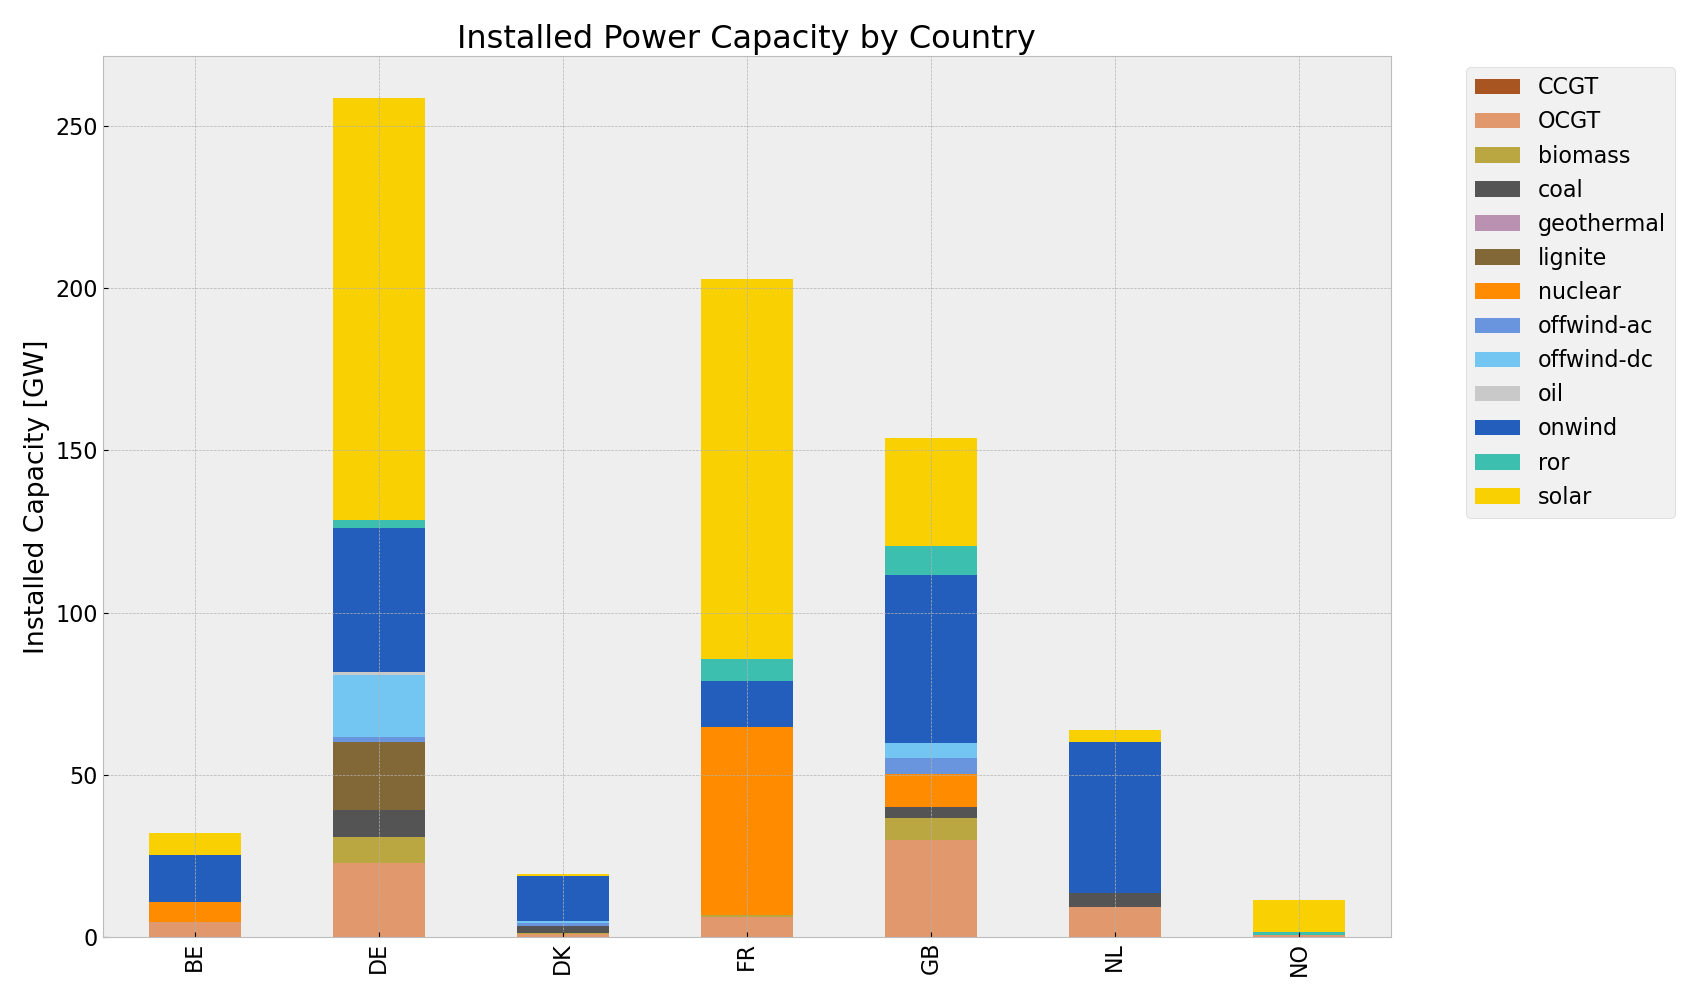 Installed Power Capacity by Country
Installed Capacity [GW]
250
200
150
100
50
0
BE
DE
DK
FR
GB
NL
NO
CCGT
OCGT
biomass
coal
geothermal
lignite
nuclear
offwind-ac
offwind-dc
oil
onwind
ror
solar